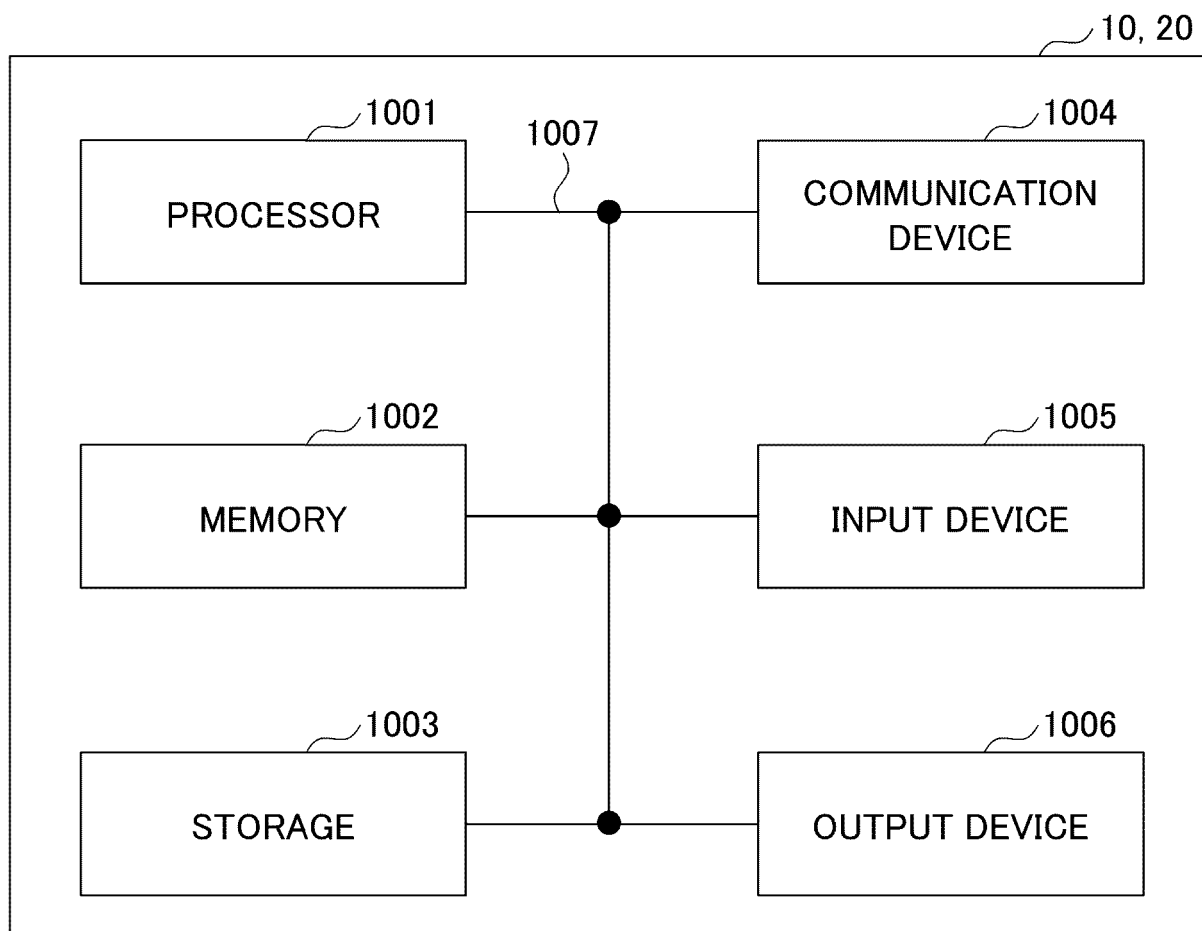 10, 20
1001
1007
1004
PROCESSOR
COMMUNICATION
DEVICE
1002
1005
MEMORY
INPUT DEVICE
1003
1006
STORAGE
OUTPUT DEVICE